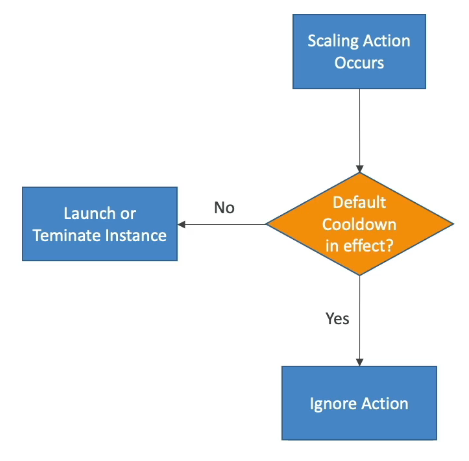 Scaling Action
Occurs
Default
Cooldown
in effect?
No
Launch or
Teminate Instance
Yes
Ignore Action